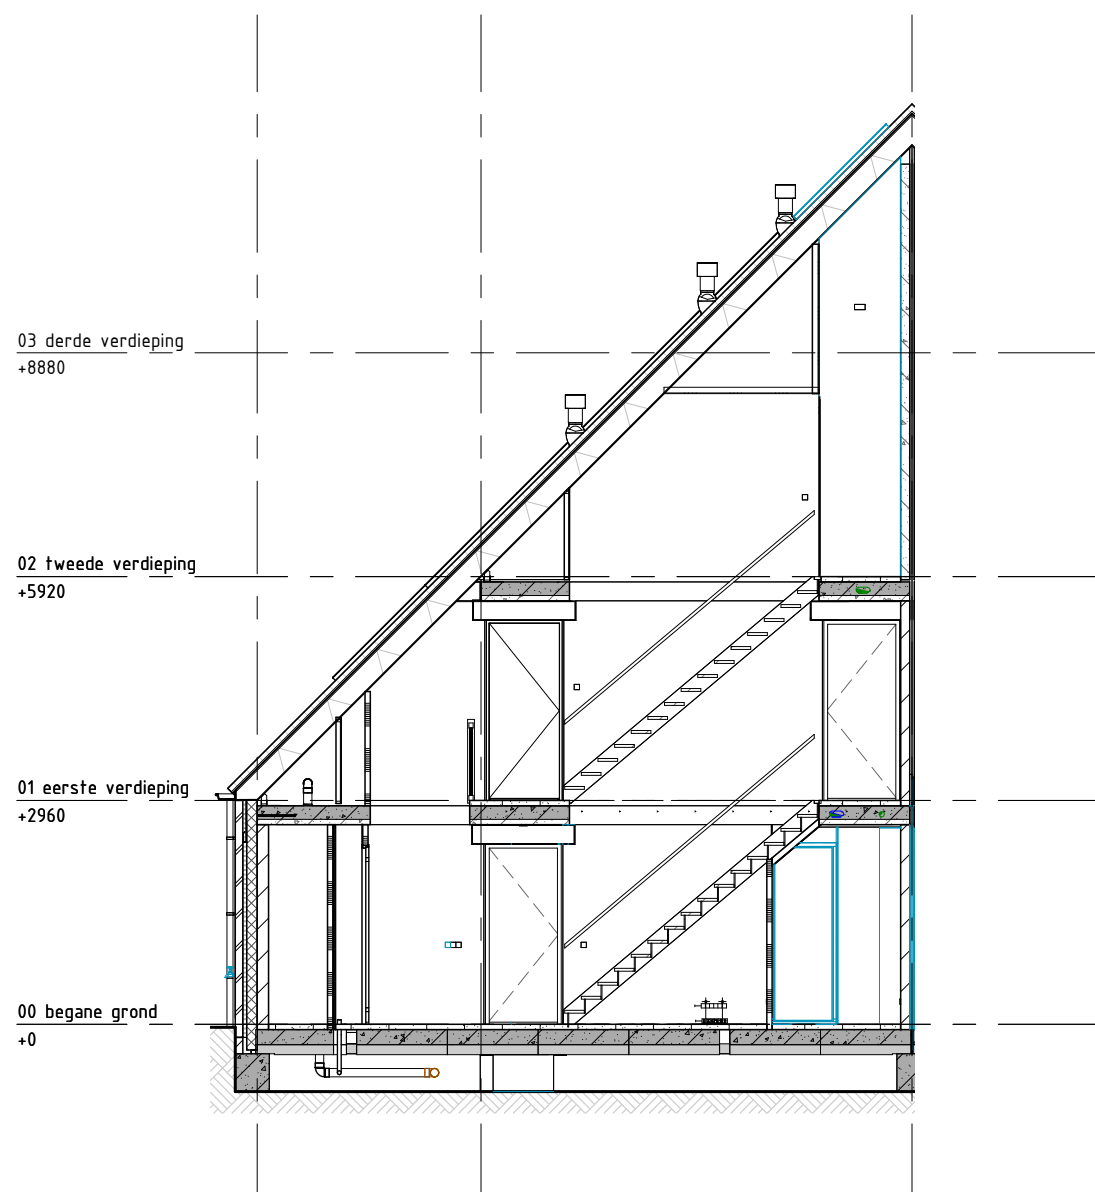 03 derde verdieping
+8880
02 tweede verdieping
+5920
01 eerste verdieping
+2960
00 begane grond
+0